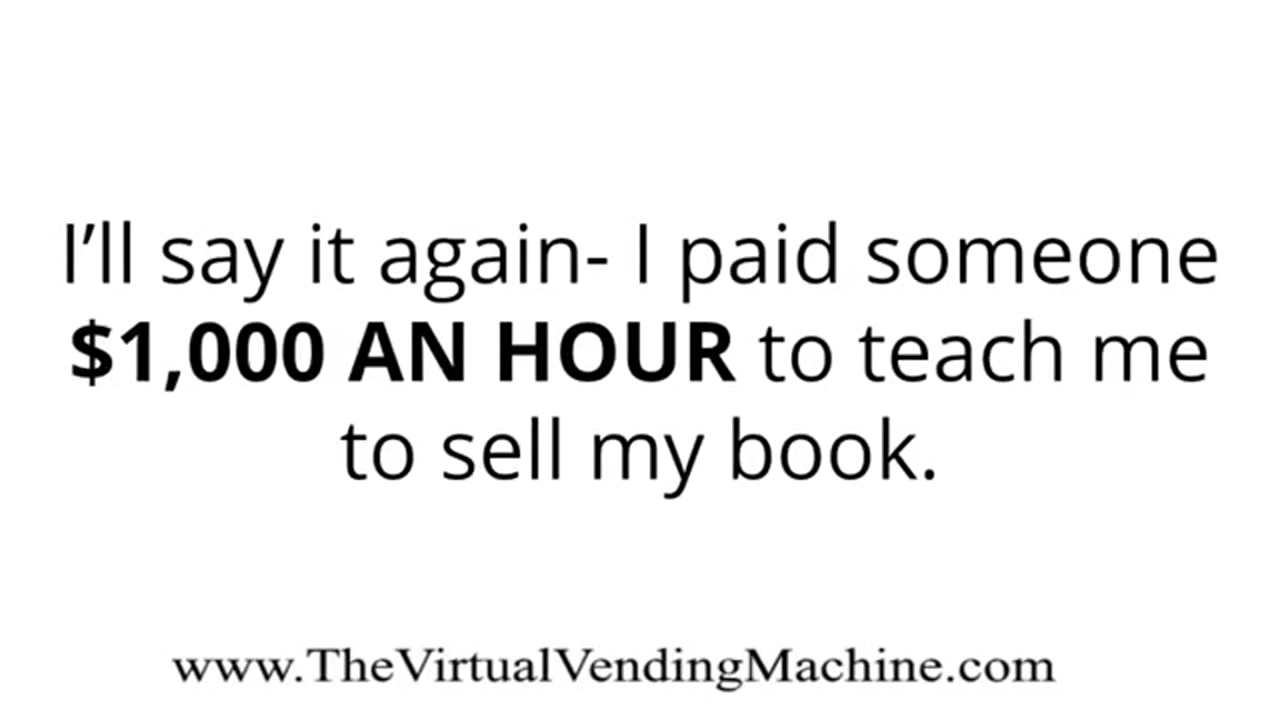 I’ll say it again- I paid someone
$1,000 AN HOUR to teach me
to sell my book.
www.TheVirtualVendingMachine.com